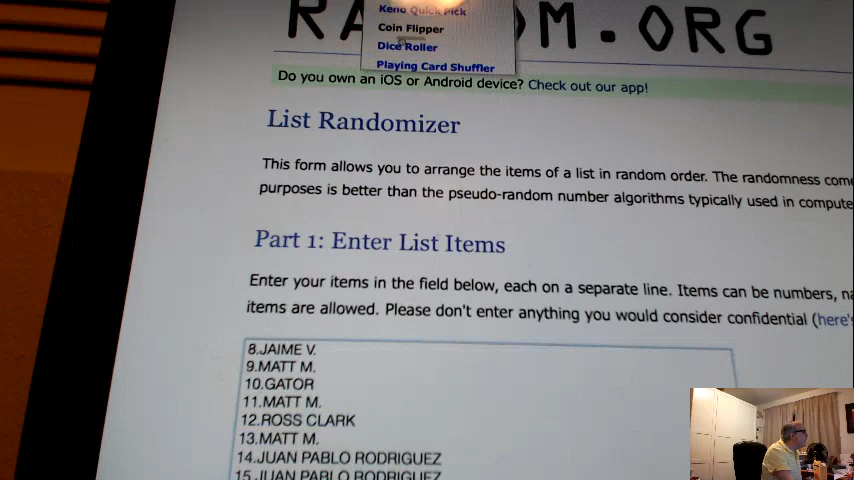 Keno Quick Pick
Coin Flipper
Dice Roller
Playing Card Shuffler
RA OM.ORG
Do you own an iOS or Android device? Check out our app!
List Randomizer
This form allows you to arrange the items of a list in random order. The randomness come
purposes is better than the pseudo-random number algorithms typically used in compute
Part 1: Enter List Items
Enter your items in the field below, each on a separate line. Items can be numbers, na
items are allowed. Please don't enter anything you would consider confidential (here's
8.JAIME V.
9.MATT M.
10.GATOR
11.MATT M.
12.ROSS CLARK
13.MATT M.
14.JUAN PABLO RODRIGUEZ
15.JUAN PABLO RODRIGUEZ